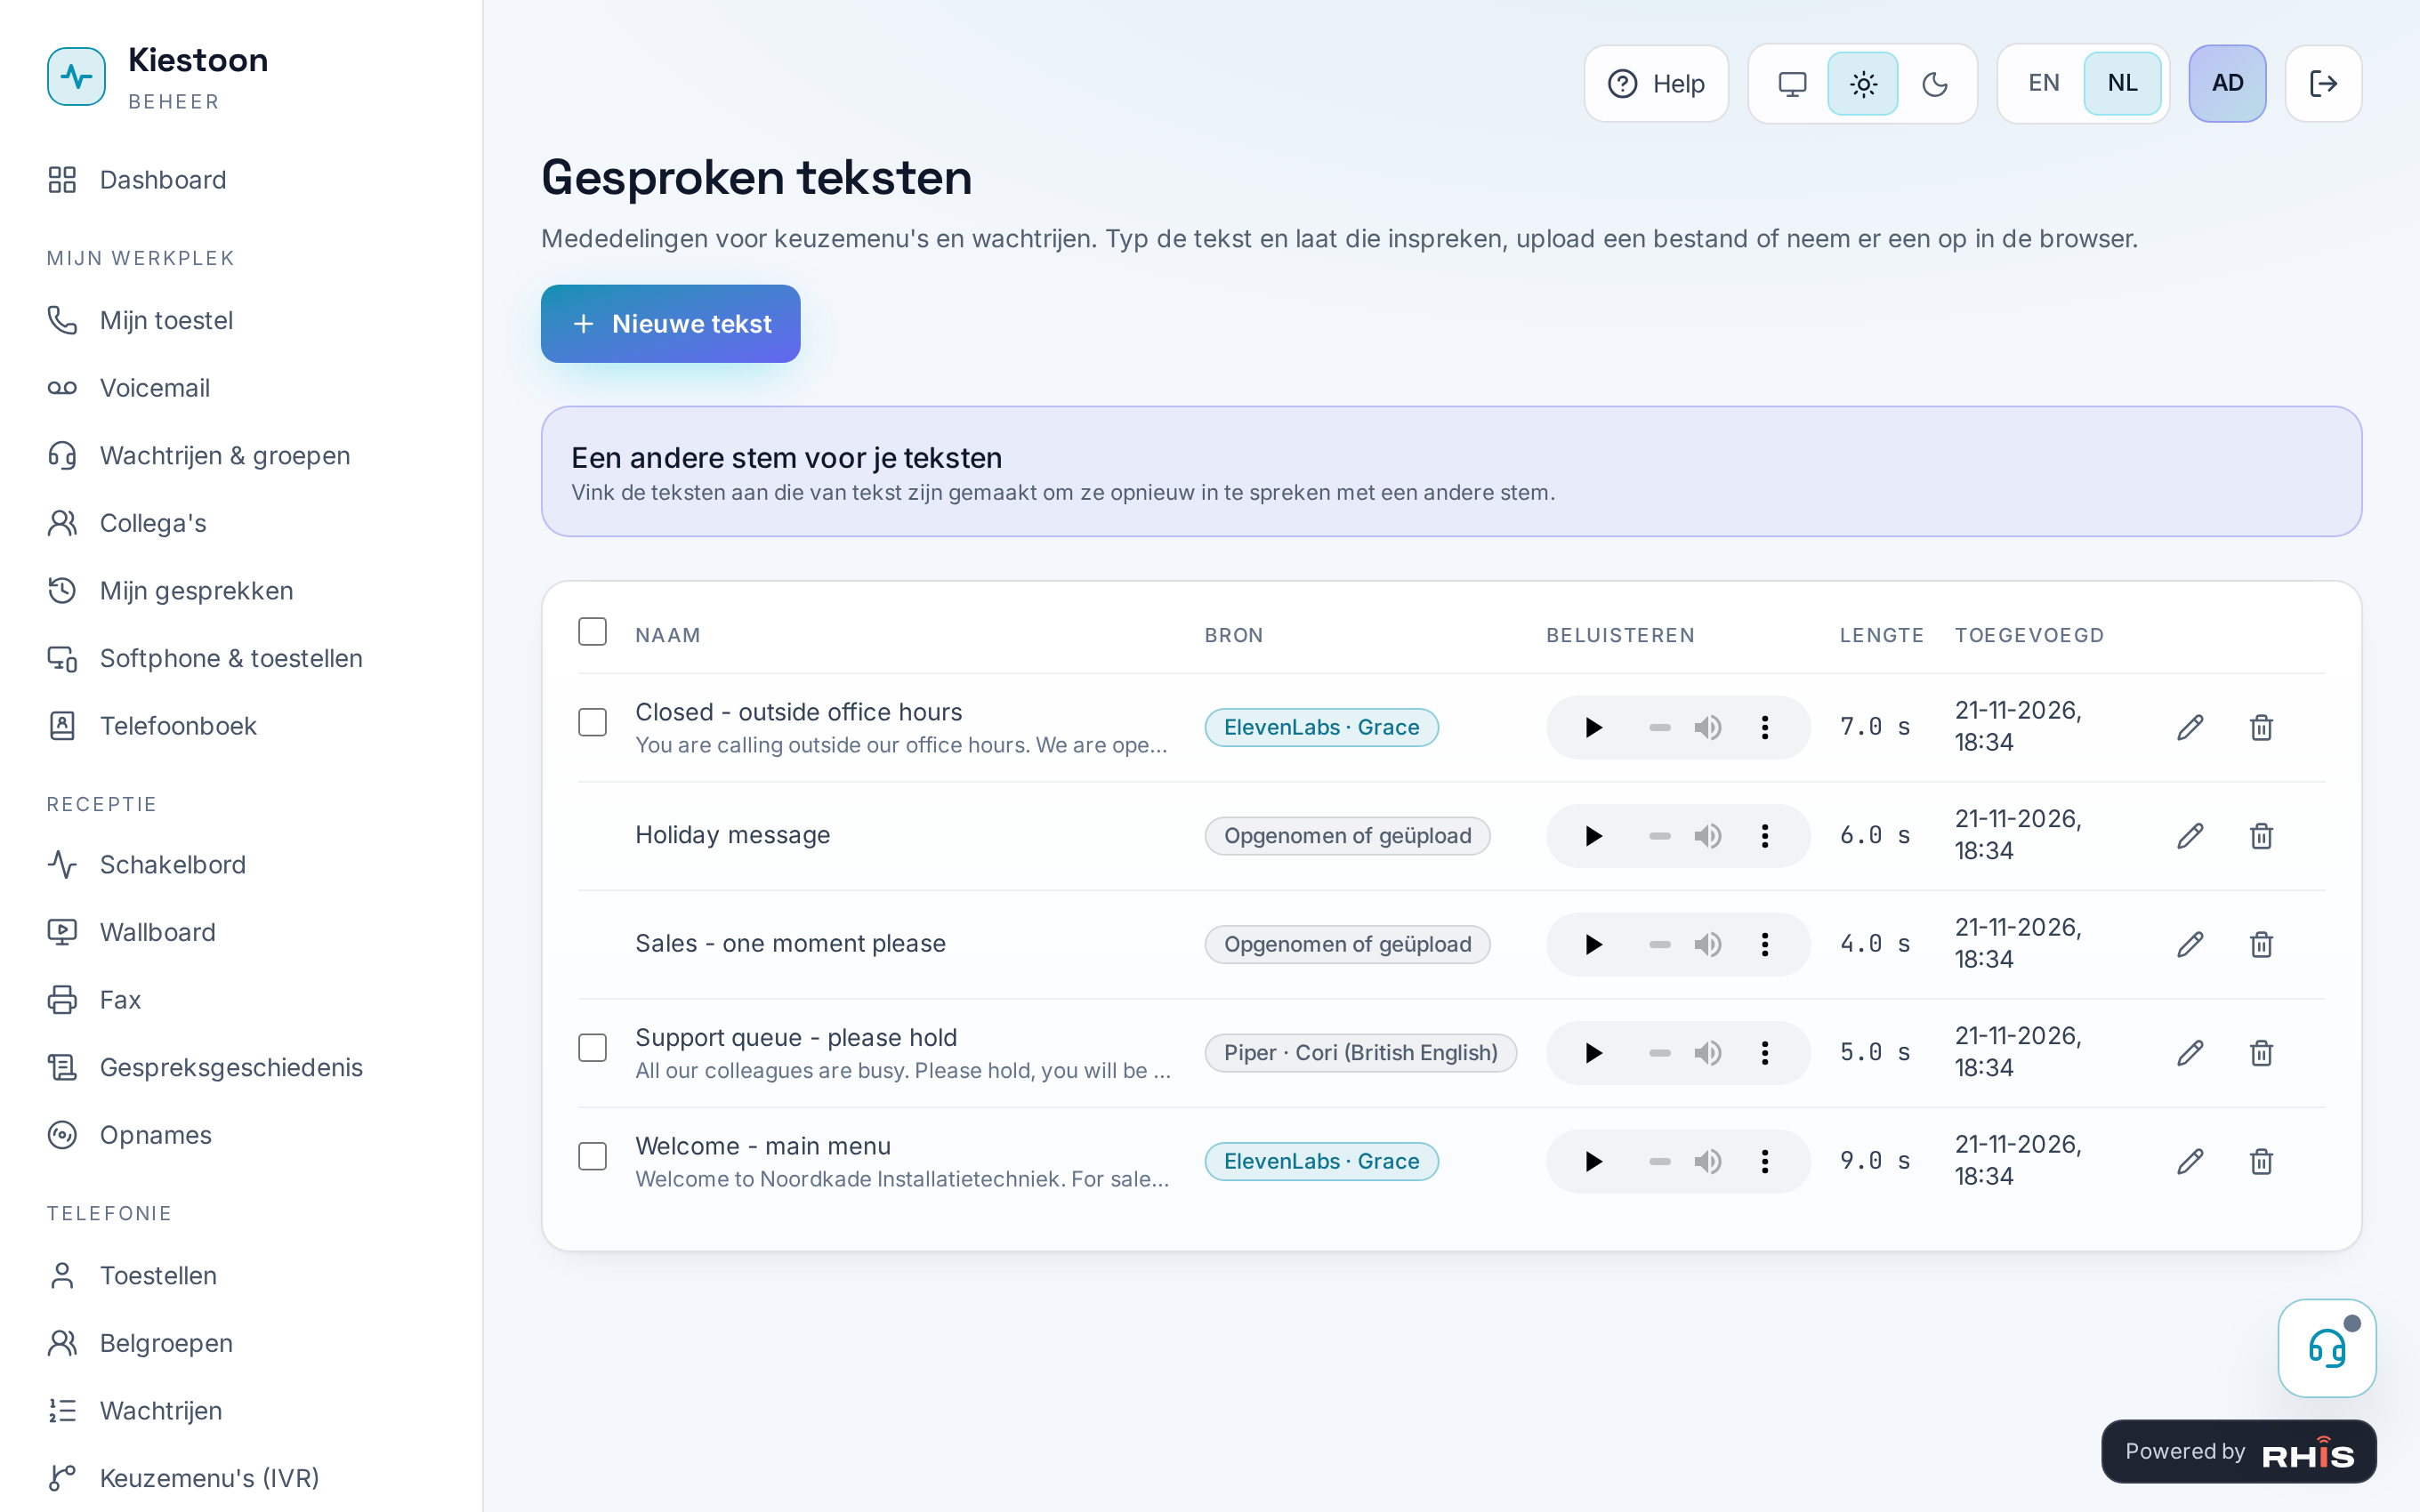 Kiestoon
BEHEER
Help
EN
NL
AD
Dashboard
MIJN WERKPLEK
Mijn toestel
Voicemail
Wachtrijen & groepen
Collega's
Mijn gesprekken
Softphone & toestellen
Telefoonboek
RECEPTIE
Schakelbord
Wallboard
Fax
Gespreksgeschiedenis
Opnames
TELEFONIE
Toestellen
Belgroepen
Wachtrijen
Keuzemenu's (IVR)
Gesproken teksten
Mededelingen voor keuzemenu's en wachtrijen. Typ de tekst en laat die inspreken, upload een bestand of neem er een op in de browser.
Nieuwe tekst
Een andere stem voor je teksten
Vink de teksten aan die van tekst zijn gemaakt om ze opnieuw in te spreken met een andere stem.
NAAM BRON BELUISTEREN LENGTE TOEGEVOEGD
Closed - outside office hours
You are calling outside our office hours. We are ope...
ElevenLabs · Grace
7.0 s
21-11-2026,
18:34
Holiday message
Opgenomen of geüpload
6.0 s
21-11-2026,
18:34
Sales - one moment please
Opgenomen of geüpload
4.0 s
21-11-2026,
18:34
Support queue - please hold
All our colleagues are busy. Please hold, you will be ...
Piper · Cori (British English)
5.0 s
21-11-2026,
18:34
Welcome - main menu
Welcome to Noordkade Installatietechniek. For sale...
ElevenLabs · Grace
9.0 s
21-11-2026,
18:34
Powered by RHiS